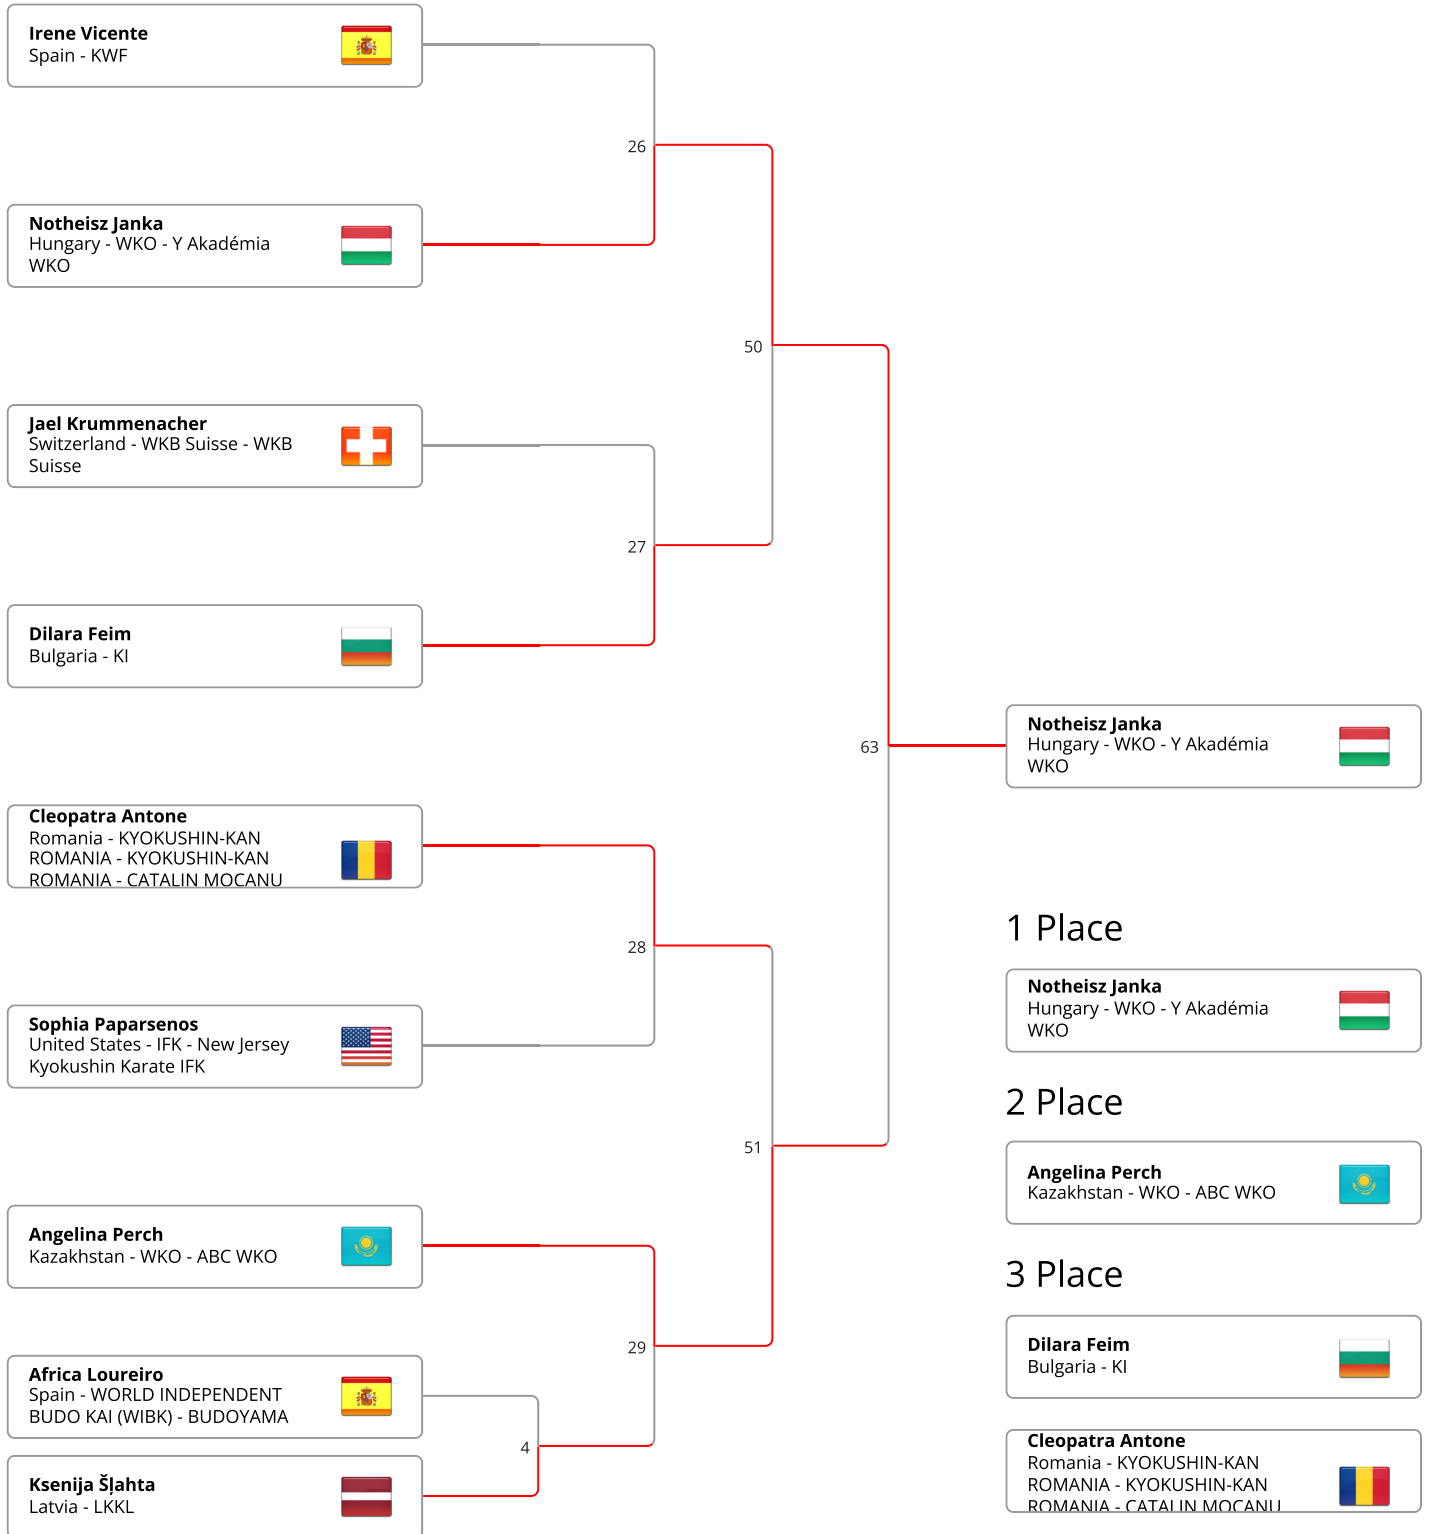 Irene Vicente
Spain - KWF
26
Notheisz Janka
Hungary - WKO - Y Akadémia
WKO
50
Jael Krummenacher
Switzerland - WKB Suisse - WKB
Suisse
27
Dilara Feim
Bulgaria - KI
63
Notheisz Janka
Hungary - WKO - Y Akadémia
WKO
Cleopatra Antone
Romania - KYOKUSHIN-KAN
ROMANIA - KYOKUSHIN-KAN
ROMANIA - CATALIN MOCANU
28
Sophia Paparsenos
United States - IFK - New Jersey
Kyokushin Karate IFK
51
Angelina Perch
Kazakhstan - WKO - ABC WKO
29
Africa Loureiro
Spain - WORLD INDEPENDENT
BUDO KAI (WIBK) - BUDOYAMA
4
Ksenija Šļahta
Latvia - LKKL
1 Place
Notheisz Janka
Hungary - WKO - Y Akadémia
WKO
2 Place
Angelina Perch
Kazakhstan - WKO - ABC WKO
3 Place
Dilara Feim
Bulgaria - KI
Cleopatra Antone
Romania - KYOKUSHIN-KAN
ROMANIA - KYOKUSHIN-KAN
ROMANIA - CATALIN MOCANU